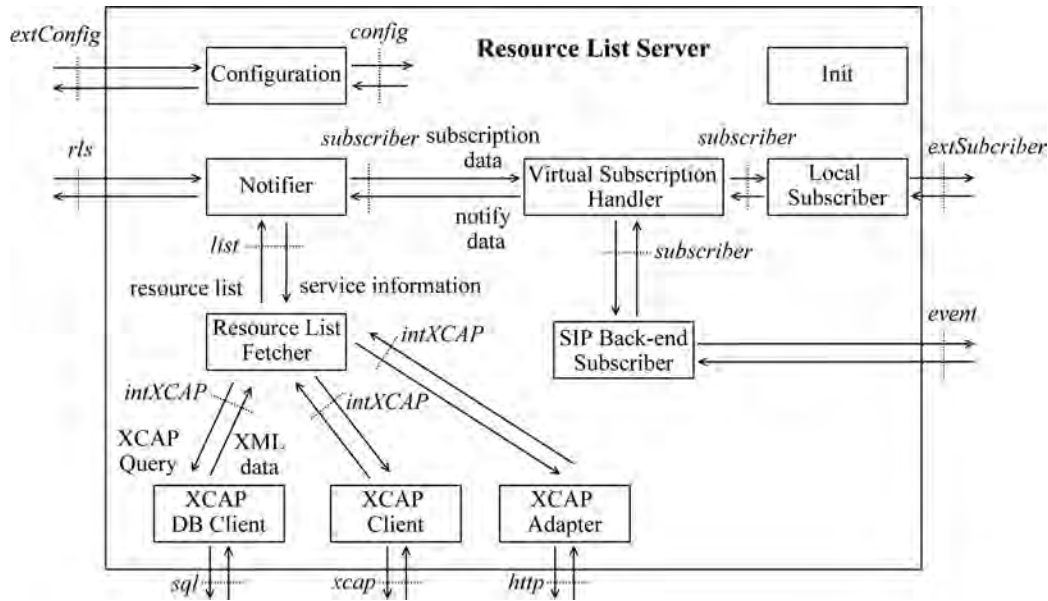 extConfig
config
Resource List Server
Configuration
Init
rls
subscriber
subscription
data
subscriber
extSubcriber
Notifier
Virtual Subscription
Handler
Local
Subscriber
notify
data
list
subscriber
resource list
service information
Resource List
Fetcher
intXCAP
SIP Back-end
Subscriber
event
intXCAP
intXCAP
XCAP
Query
XML
data
XCAP
DB Client
XCAP
Client
XCAP
Adapter
sql
xcap
http